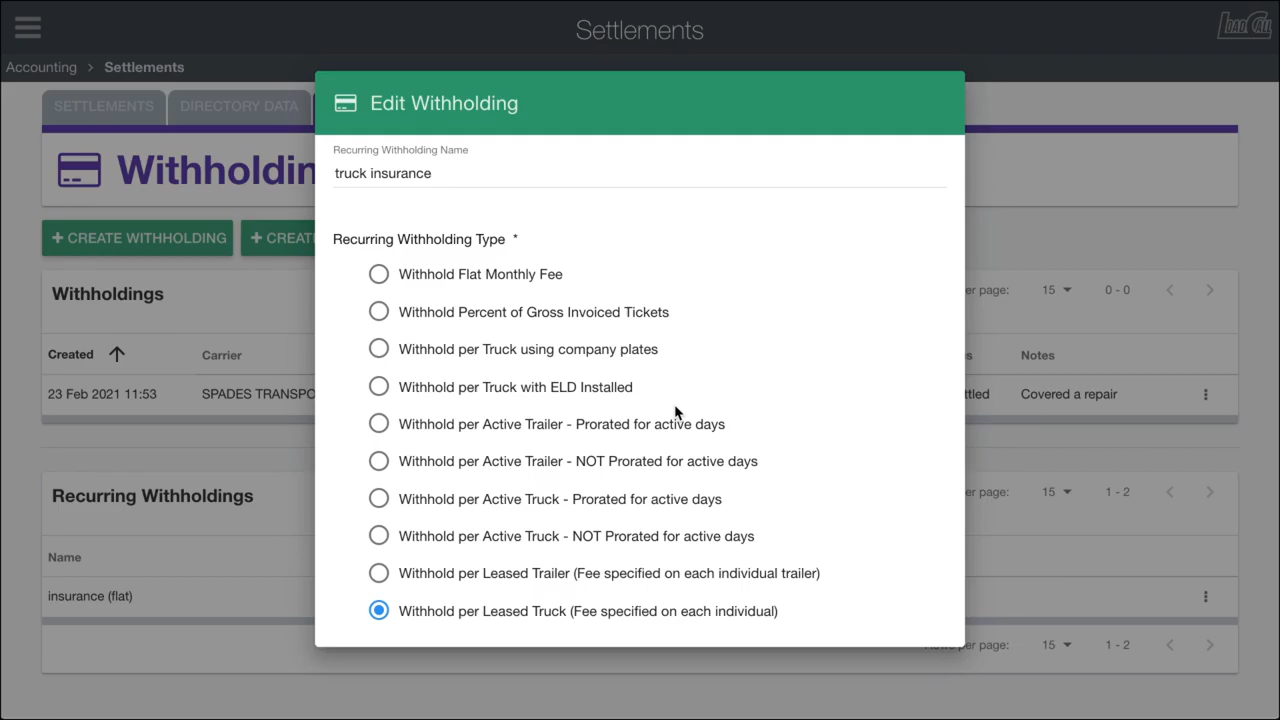 Settlements
LOADCALL
Accounting > Settlements
SETTLEMENTS
DIRECTORY DATA
Edit Withholding
Recurring Withholding Name
truck insurance
Withholdin
+ CREATE WITHHOLDING
+ CREAT
Recurring Withholding Type *
Withhold Flat Monthly Fee
Withhold Percent of Gross Invoiced Tickets
Withhold per Truck using company plates
Withhold per Truck with ELD Installed
Withhold per Active Trailer - Prorated for active days
Withhold per Active Trailer - NOT Prorated for active days
Withhold per Active Truck - Prorated for active days
Withhold per Active Truck - NOT Prorated for active days
Withhold per Leased Trailer (Fee specified on each individual trailer)
Withhold per Leased Truck (Fee specified on each individual)
Withholdings
er page: 15 0 - 0
Created Carrier
s Notes
23 Feb 2021 11:53 SPADES TRANSPO
tled Covered a repair
Recurring Withholdings
er page: 15 1 - 2
Name
insurance (flat)
Rows per page: 15 1 - 2